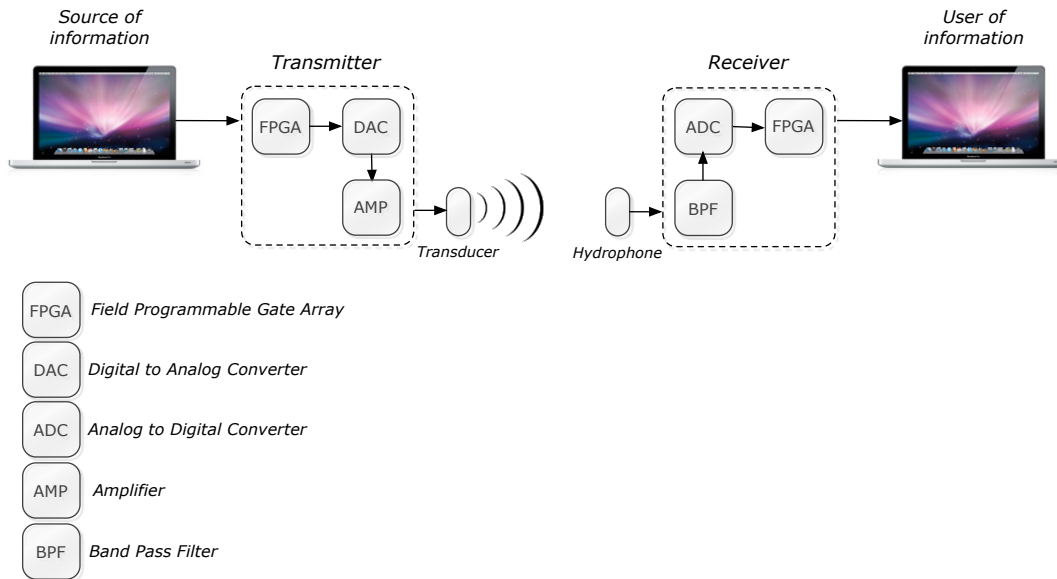 Source of
information
User of
information
Transmitter
Receiver
FPGA
DAC
ADC
FPGA
AMP
BPF
Transducer
Hydrophone
FPGA Field Programmable Gate Array
DAC Digital to Analog Converter
ADC Analog to Digital Converter
AMP Amplifier
BPF Band Pass Filter